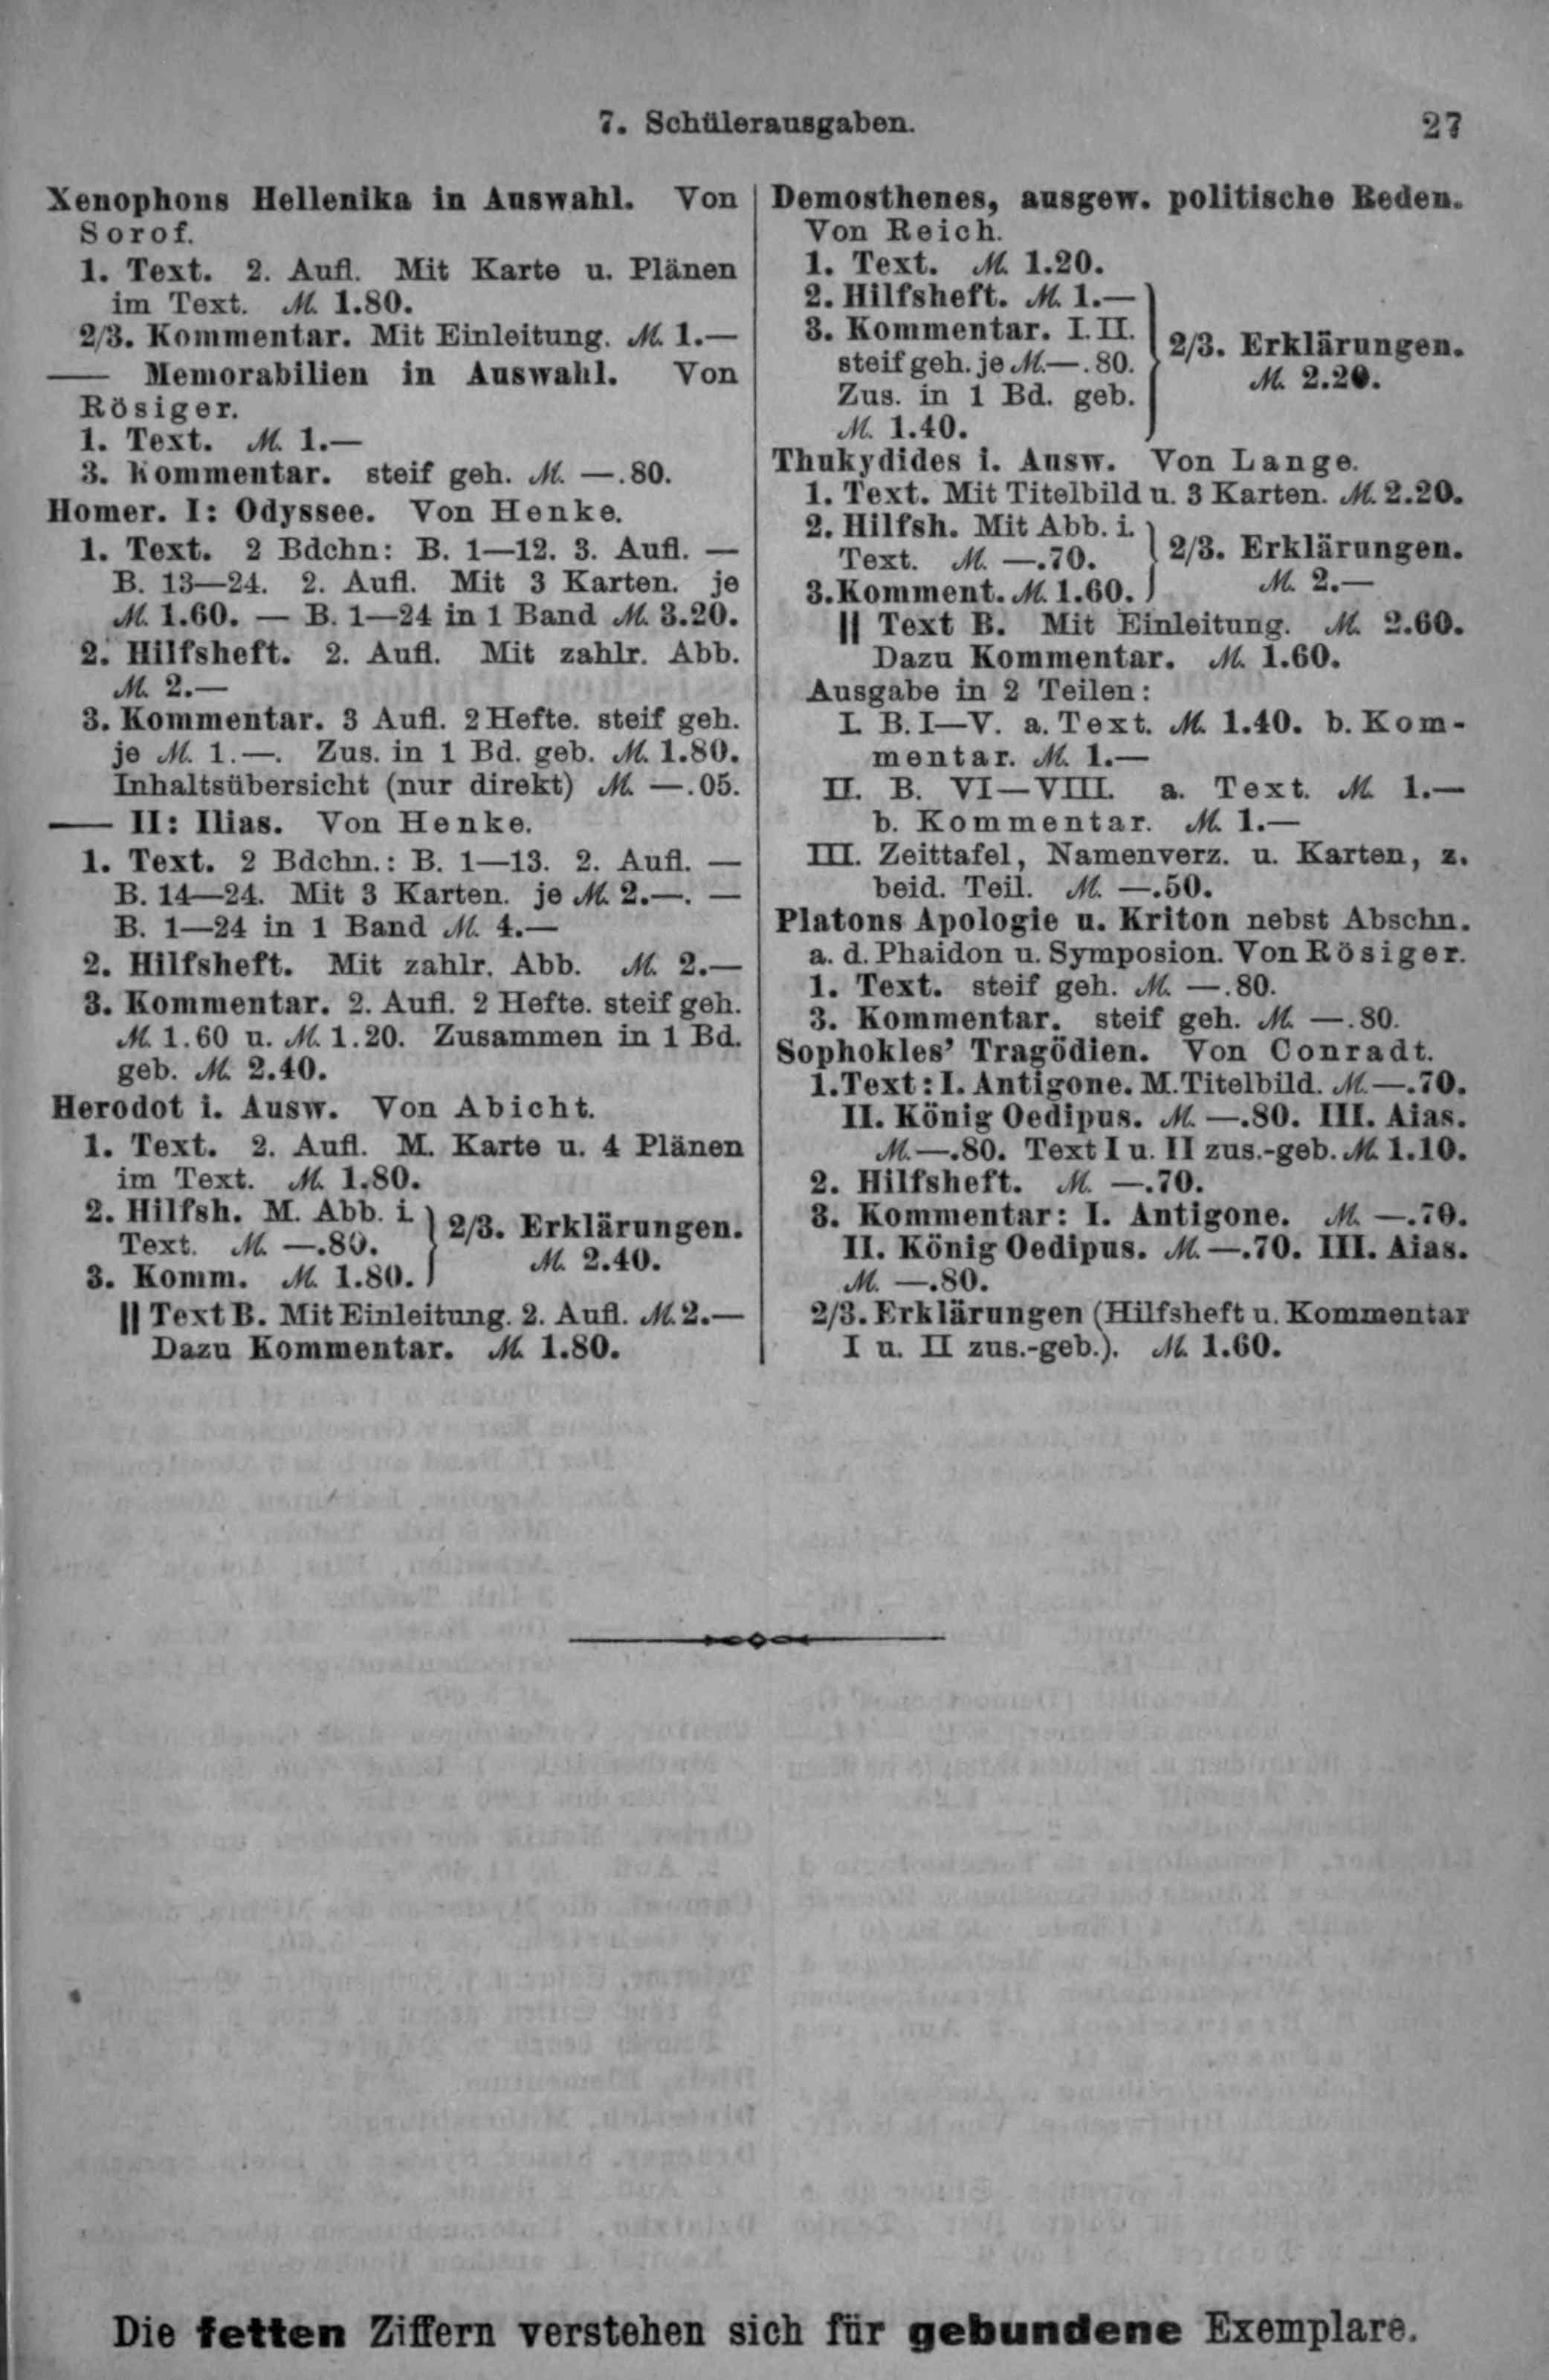 7. Schülerausgaben. 27
Xenophons Hellenika in Auswahl. Von
Sorof.
1. Text. 2. Aufl. Mit Karte u. Plänen
im Text. ℳ 1.80.
2/3. Kommentar. Mit Einleitung. ℳ 1.—
—— Memorabilien in Auswahl. Von
Rösiger.
1. Text. ℳ 1.—
3. Kommentar. steif geh. ℳ —.80.
Homer. I: Odyssee. Von Henke.
1. Text. 2 Bdchn: B. 1—12. 3. Aufl. —
B. 13—24. 2. Aufl. Mit 3 Karten. je
ℳ 1.60. — B. 1—24 in 1 Band ℳ 3.20.
2. Hilfsheft. 2. Aufl. Mit zahlr. Abb.
ℳ 2.—
3. Kommentar. 3 Aufl. 2 Hefte. steif geh.
je ℳ 1.—. Zus. in 1 Bd. geb. ℳ 1.80.
Inhaltsübersicht (nur direkt) ℳ —.05.
—— II: Ilias. Von Henke.
1. Text. 2 Bdchn.: B. 1—13. 2. Aufl. —
B. 14—24. Mit 3 Karten. je ℳ 2.—. —
B. 1—24 in 1 Band ℳ 4.—
2. Hilfsheft. Mit zahlr. Abb. ℳ 2.—
3. Kommentar. 2. Aufl. 2 Hefte. steif geh.
ℳ 1.60 u. ℳ 1.20. Zusammen in 1 Bd.
geb. ℳ 2.40.
Herodot i. Ausw. Von Abicht.
1. Text. 2. Aufl. M. Karte u. 4 Plänen
im Text. ℳ 1.80.
2. Hilfsh. M. Abb. i.
Text. ℳ —.80.
3. Komm. ℳ 1.80.
2/3. Erklärungen.
ℳ 2.40.
|| Text B. Mit Einleitung. 2. Aufl. ℳ 2.—
Dazu Kommentar. ℳ 1.80.
Demosthenes, ausgew. politische Reden.
Von Reich.
1. Text. ℳ 1.20.
2. Hilfsheft. ℳ 1.—
3. Kommentar. I. II.
steif geh. je ℳ —.80.
Zus. in 1 Bd. geb.
ℳ 1.40.
2/3. Erklärungen.
ℳ 2.20.
Thukydides i. Ausw. Von Lange.
1. Text. Mit Titelbild u. 3 Karten. ℳ 2.20.
2. Hilfsh. Mit Abb. i.
Text. ℳ —.70.
3. Komment. ℳ 1.60.
2/3. Erklärungen.
ℳ 2.—
|| Text B. Mit Einleitung. ℳ 2.60.
Dazu Kommentar. ℳ 1.60.
Ausgabe in 2 Teilen:
I. B. I—V. a. Text. ℳ 1.40. b. Kom-
mentar. ℳ 1.—
II. B. VI—VIII. a. Text. ℳ 1.—
b. Kommentar. ℳ 1.—
III. Zeittafel, Namenverz. u. Karten, z.
beid. Teil. ℳ —.50.
Platons Apologie u. Kriton nebst Abschn.
a. d. Phaidon u. Symposion. Von Rösiger.
1. Text. steif geh. ℳ —.80.
3. Kommentar. steif geh. ℳ —.80.
Sophokles’ Tragödien. Von Conradt.
1. Text: I. Antigone. M. Titelbild. ℳ —.70.
II. König Oedipus. ℳ —.80. III. Aias.
ℳ —.80. Text I u. II zus.-geb. ℳ 1.10.
2. Hilfsheft. ℳ —.70.
3. Kommentar: I. Antigone. ℳ —.70.
II. König Oedipus. ℳ —.70. III. Aias.
ℳ —.80.
2/3. Erklärungen (Hilfsheft u. Kommentar
I u. II zus.-geb.). ℳ 1.60.
Die fetten Ziffern verstehen sich für gebundene Exemplare.